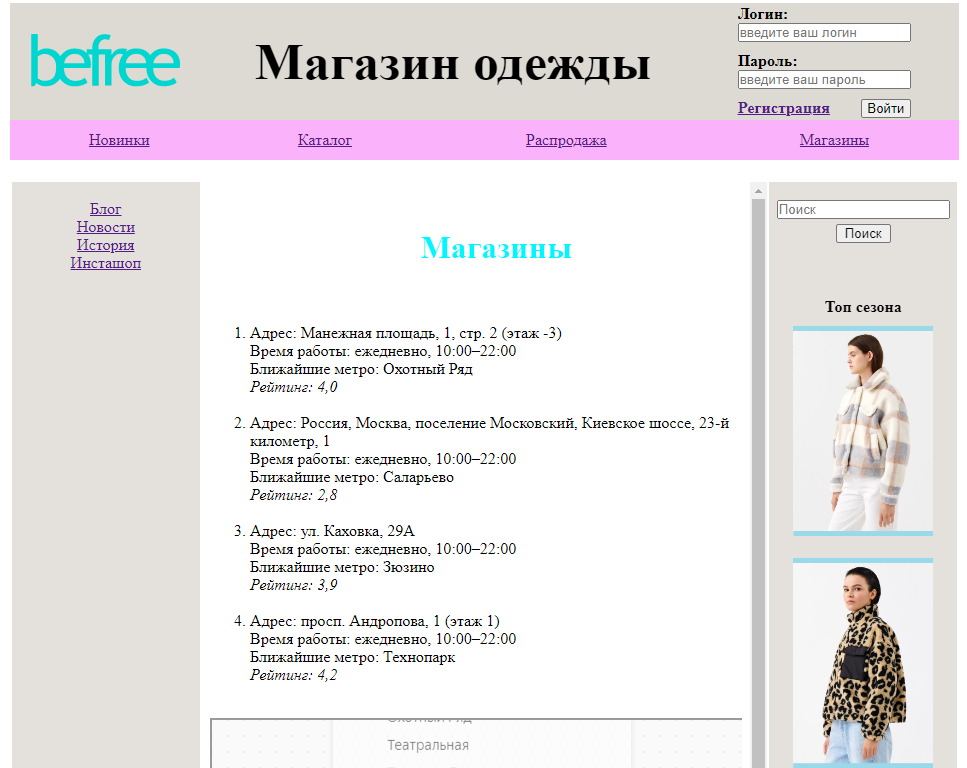 befree
Магазин одежды
Логин:
введите ваш логин
Пароль:
введите ваш пароль
Регистрация Войти
Новинки Каталог Распродажа Магазины
Блог
Новости
История
Инсташоп
Магазины
1. Адрес: Манежная площадь, 1, стр. 2 (этаж -3)
Время работы: ежедневно, 10:00–22:00
Ближайшие метро: Охотный Ряд
Рейтинг: 4,0
2. Адрес: Россия, Москва, поселение Московский, Киевское шоссе, 23-й
километр, 1
Время работы: ежедневно, 10:00–22:00
Ближайшие метро: Саларьево
Рейтинг: 2,8
3. Адрес: ул. Каховка, 29А
Время работы: ежедневно, 10:00–22:00
Ближайшие метро: Зюзино
Рейтинг: 3,9
4. Адрес: просп. Андропова, 1 (этаж 1)
Время работы: ежедневно, 10:00–22:00
Ближайшие метро: Технопарк
Рейтинг: 4,2
Охотный Ряд
Театральная
Поиск
Поиск
Топ сезона